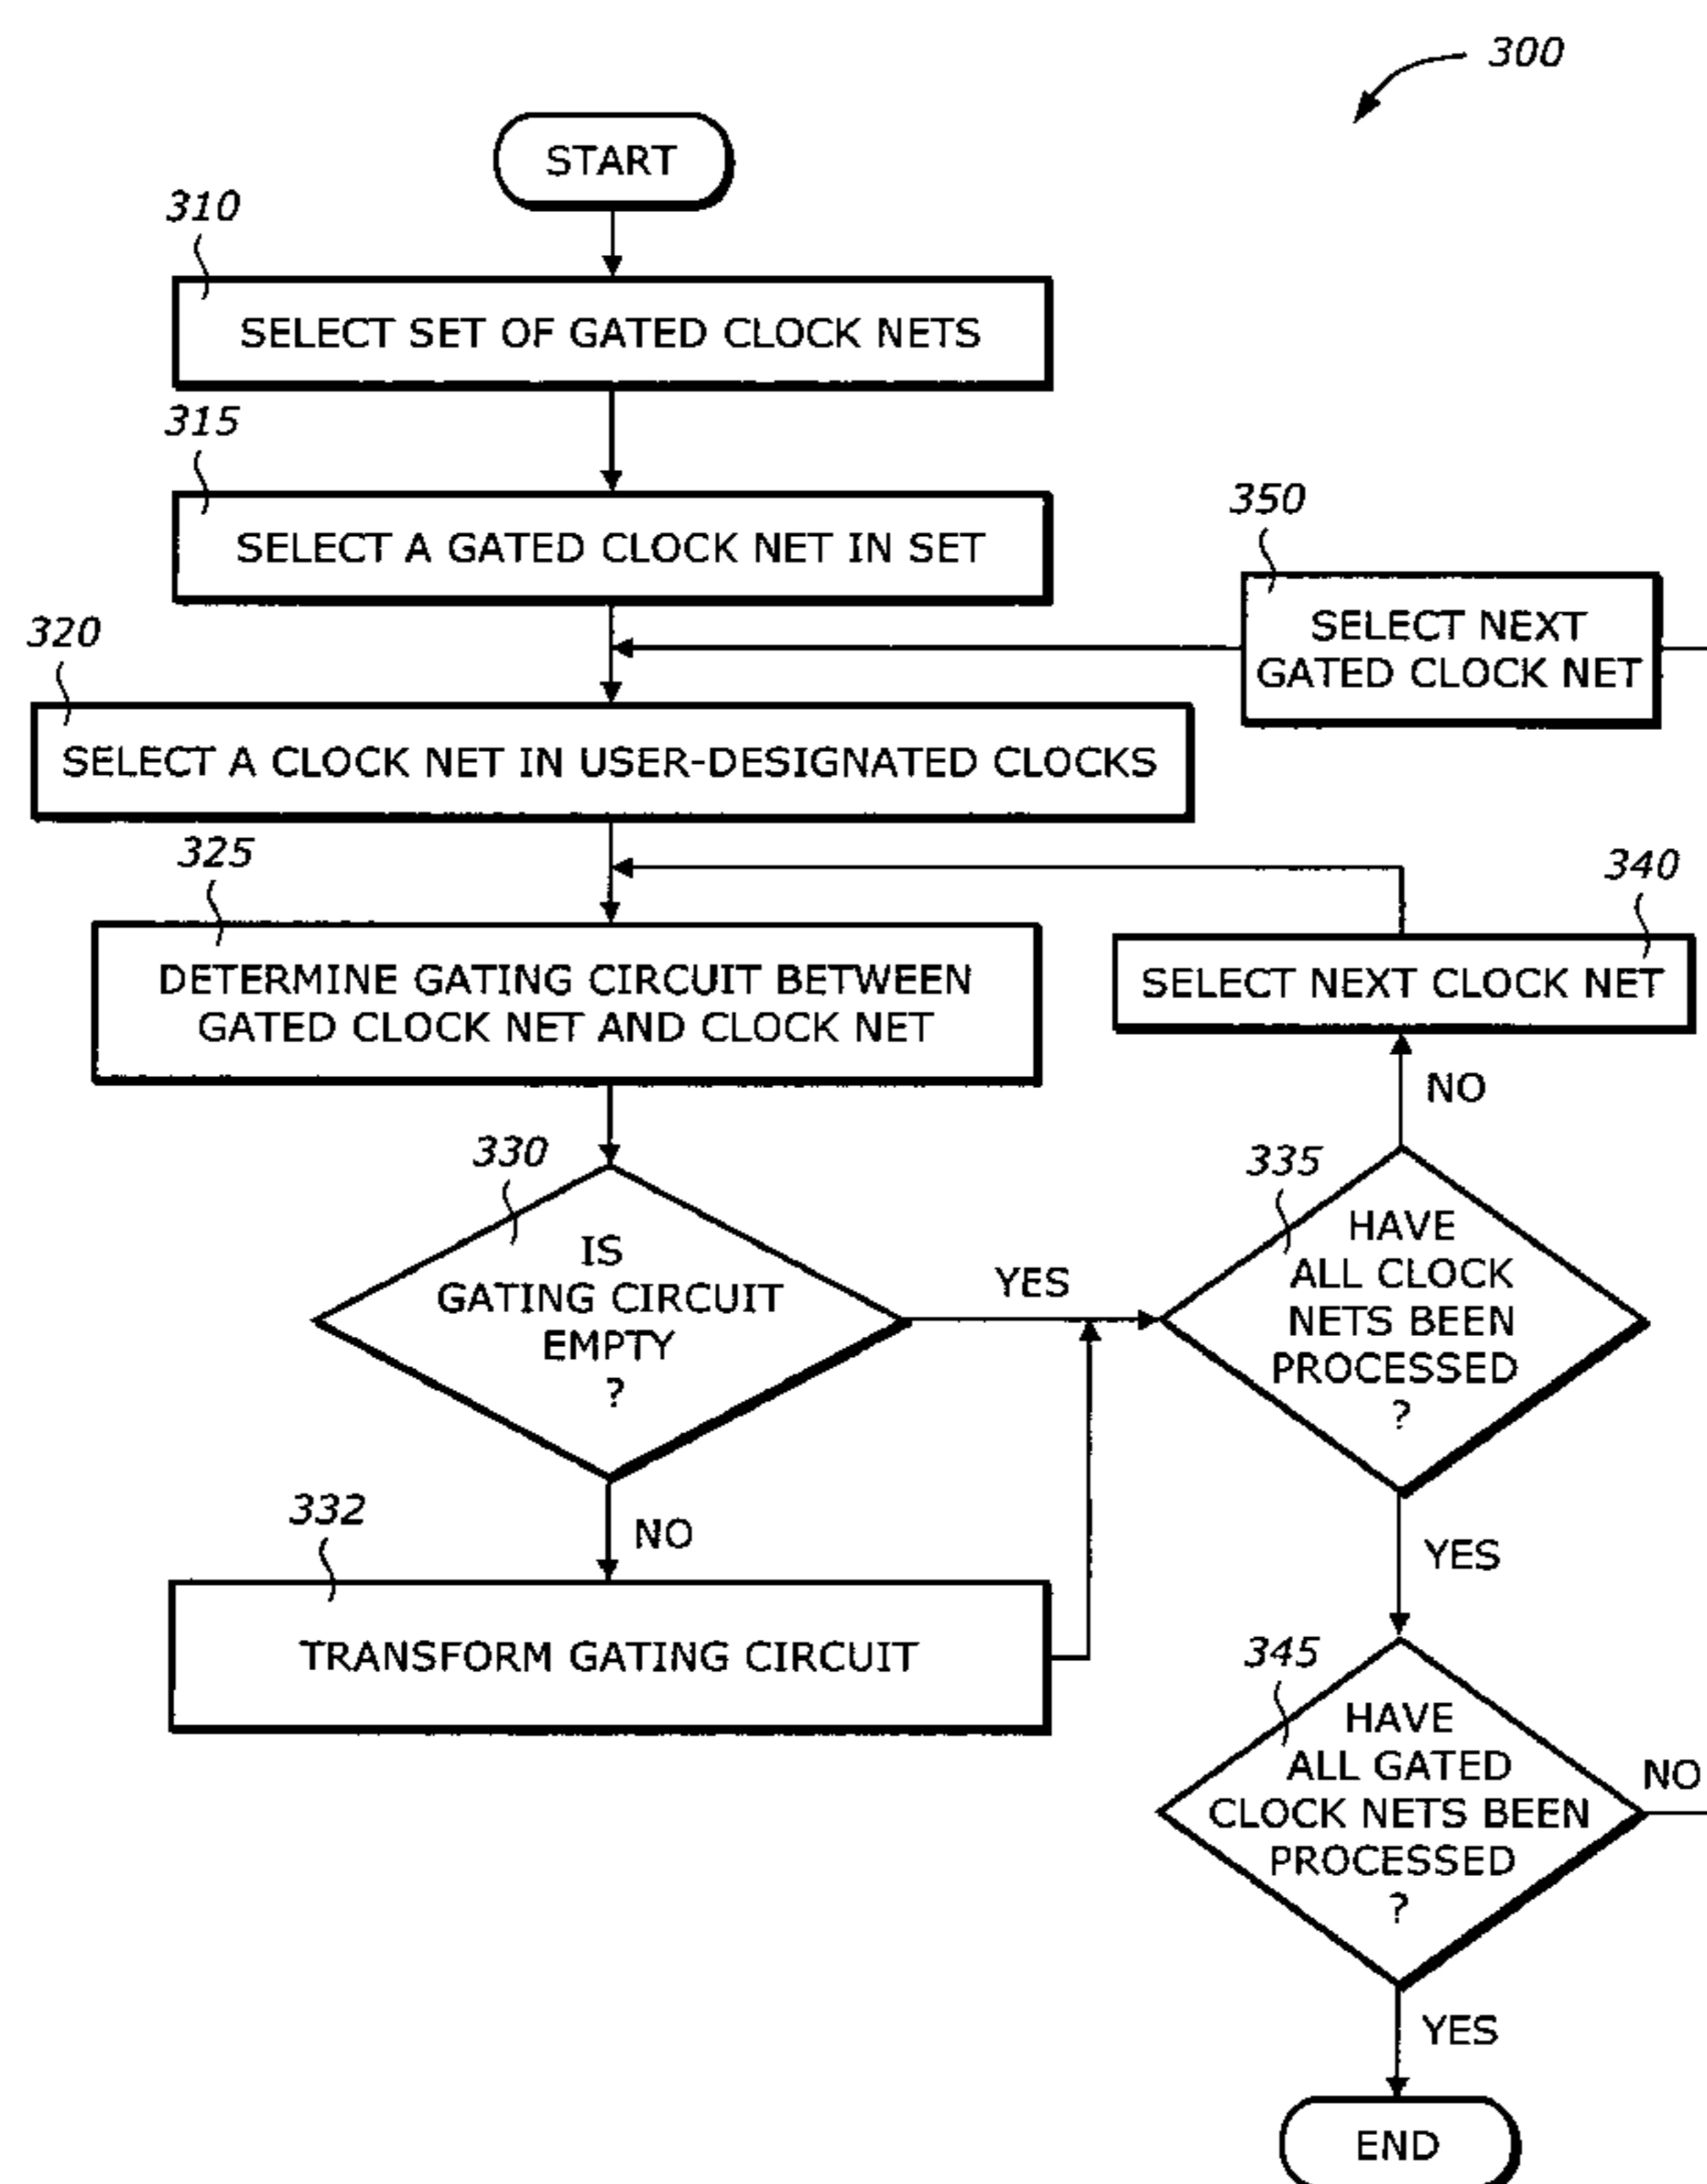 300
START
310
SELECT SET OF GATED CLOCK NETS
315
SELECT A GATED CLOCK NET IN SET
350
SELECT NEXT
GATED CLOCK NET
320
SELECT A CLOCK NET IN USER-DESIGNATED CLOCKS
325
DETERMINE GATING CIRCUIT BETWEEN
GATED CLOCK NET AND CLOCK NET
340
SELECT NEXT CLOCK NET
NO
330
IS
GATING CIRCUIT
EMPTY
?
YES
335
HAVE
ALL CLOCK
NETS BEEN
PROCESSED
?
NO
332
TRANSFORM GATING CIRCUIT
YES
345
HAVE
ALL GATED
CLOCK NETS BEEN
PROCESSED
?
NO
YES
END